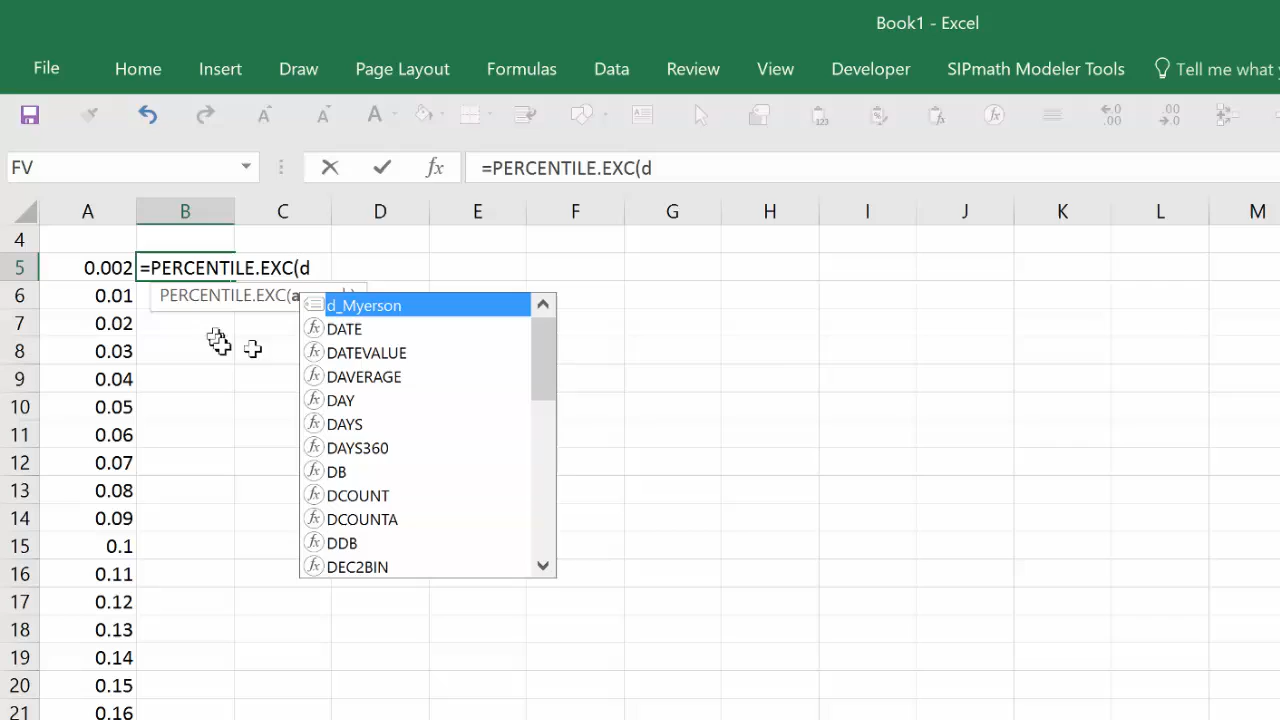 Book1 - Excel
File Home Insert Draw Page Layout Formulas Data Review View Developer SIPmath Modeler Tools Tell me what
FV =PERCENTILE.EXC(d
A B C D E F G H I J K L M
4
5 0.002 =PERCENTILE.EXC(d
6 0.01 PERCENTILE.EXC(
d_Myerson
7 0.02 DATE
8 0.03 DATEVALUE
9 0.04 DAVERAGE
10 0.05 DAY
11 0.06 DAYS
12 0.07 DAYS360
DB
13 0.08 DCOUNT
14 0.09 DCOUNTA
15 0.1 DDB
16 0.11 DEC2BIN
17 0.12
18 0.13
19 0.14
20 0.15
21 0.16